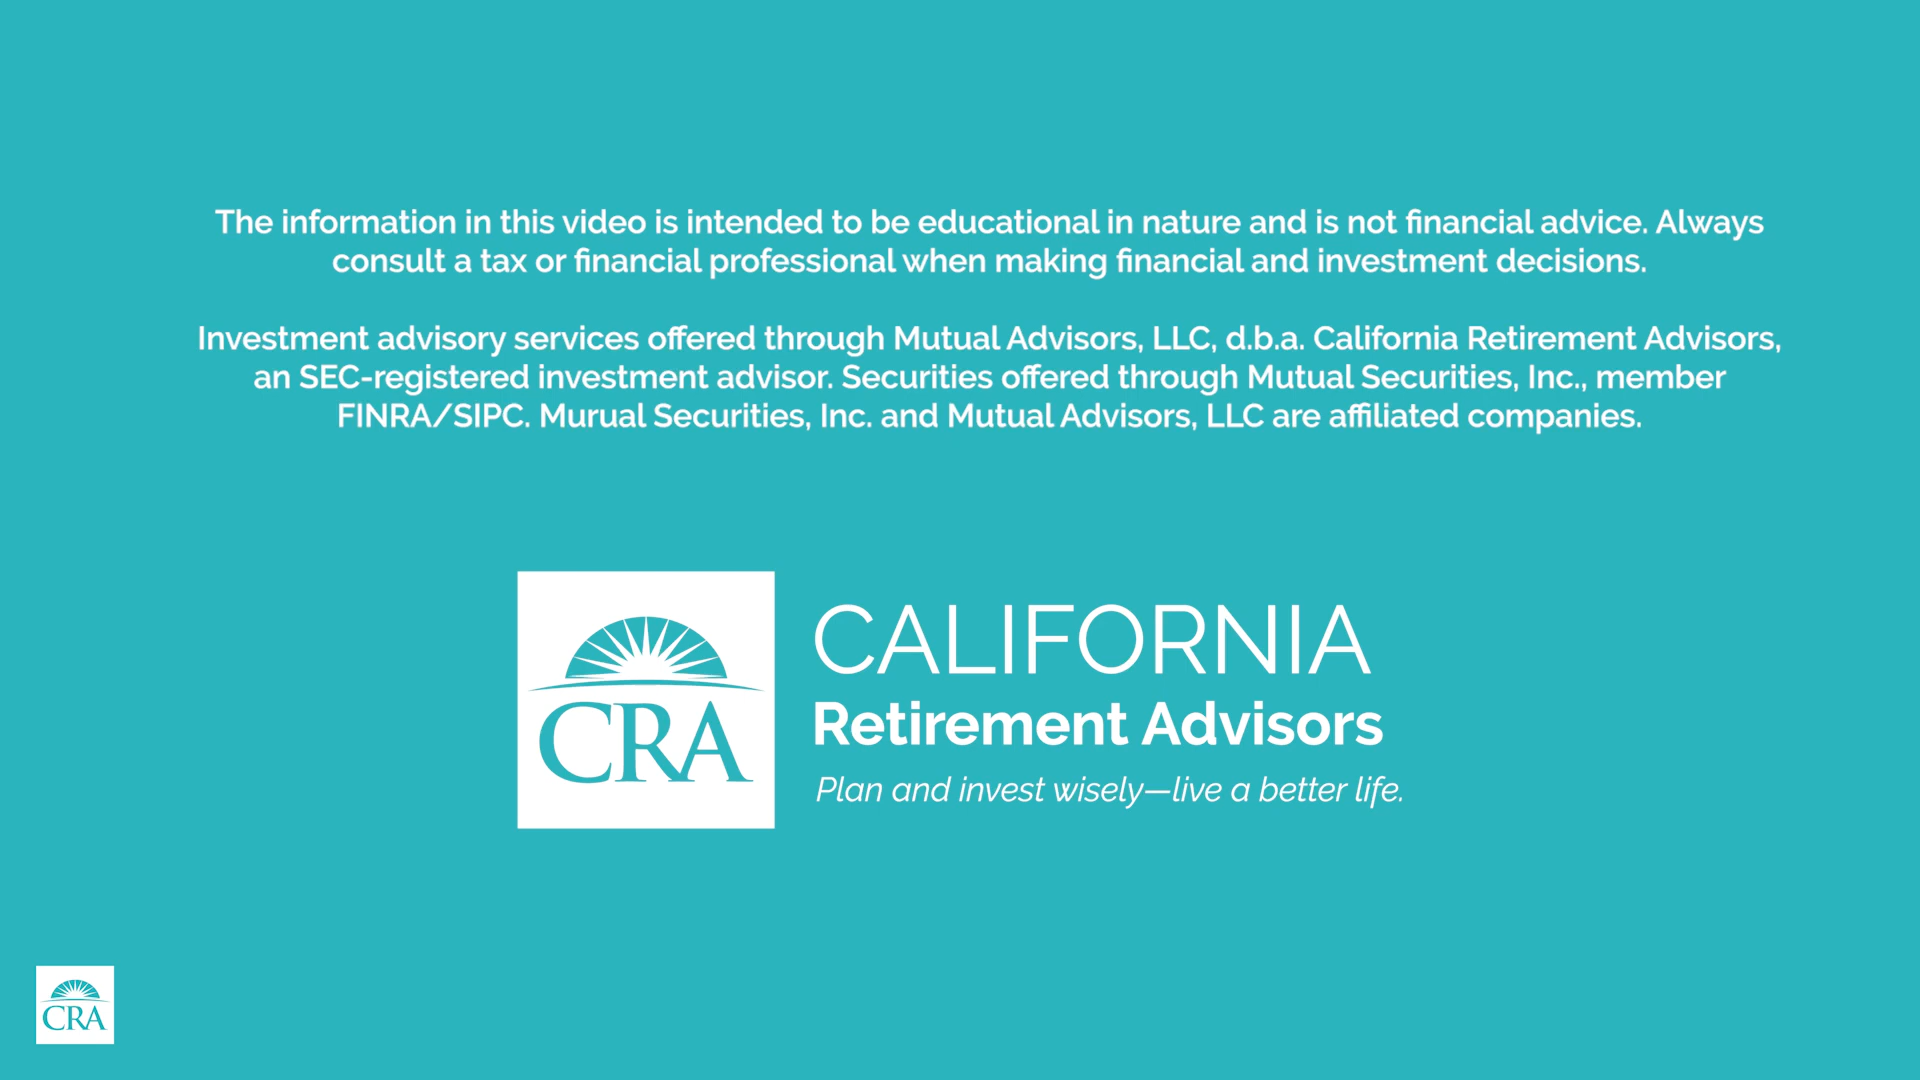 The information in this video is intended to be educational in nature and is not financial advice. Always
consult a tax or financial professional when making financial and investment decisions.
Investment advisory services offered through Mutual Advisors, LLC, d.b.a. California Retirement Advisors,
an SEC-registered investment advisor. Securities offered through Mutual Securities, Inc., member
FINRA/SIPC. Murual Securities, Inc. and Mutual Advisors, LLC are affiliated companies.
CRA
CALIFORNIA
Retirement Advisors
Plan and invest wisely—live a better life.
CRA